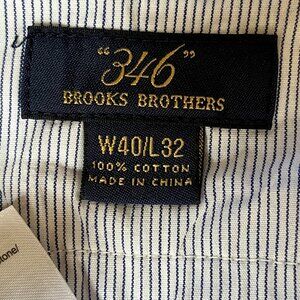 "346"
BROOKS BROTHERS
W40/L32
100% COTTON
MADE IN CHINA